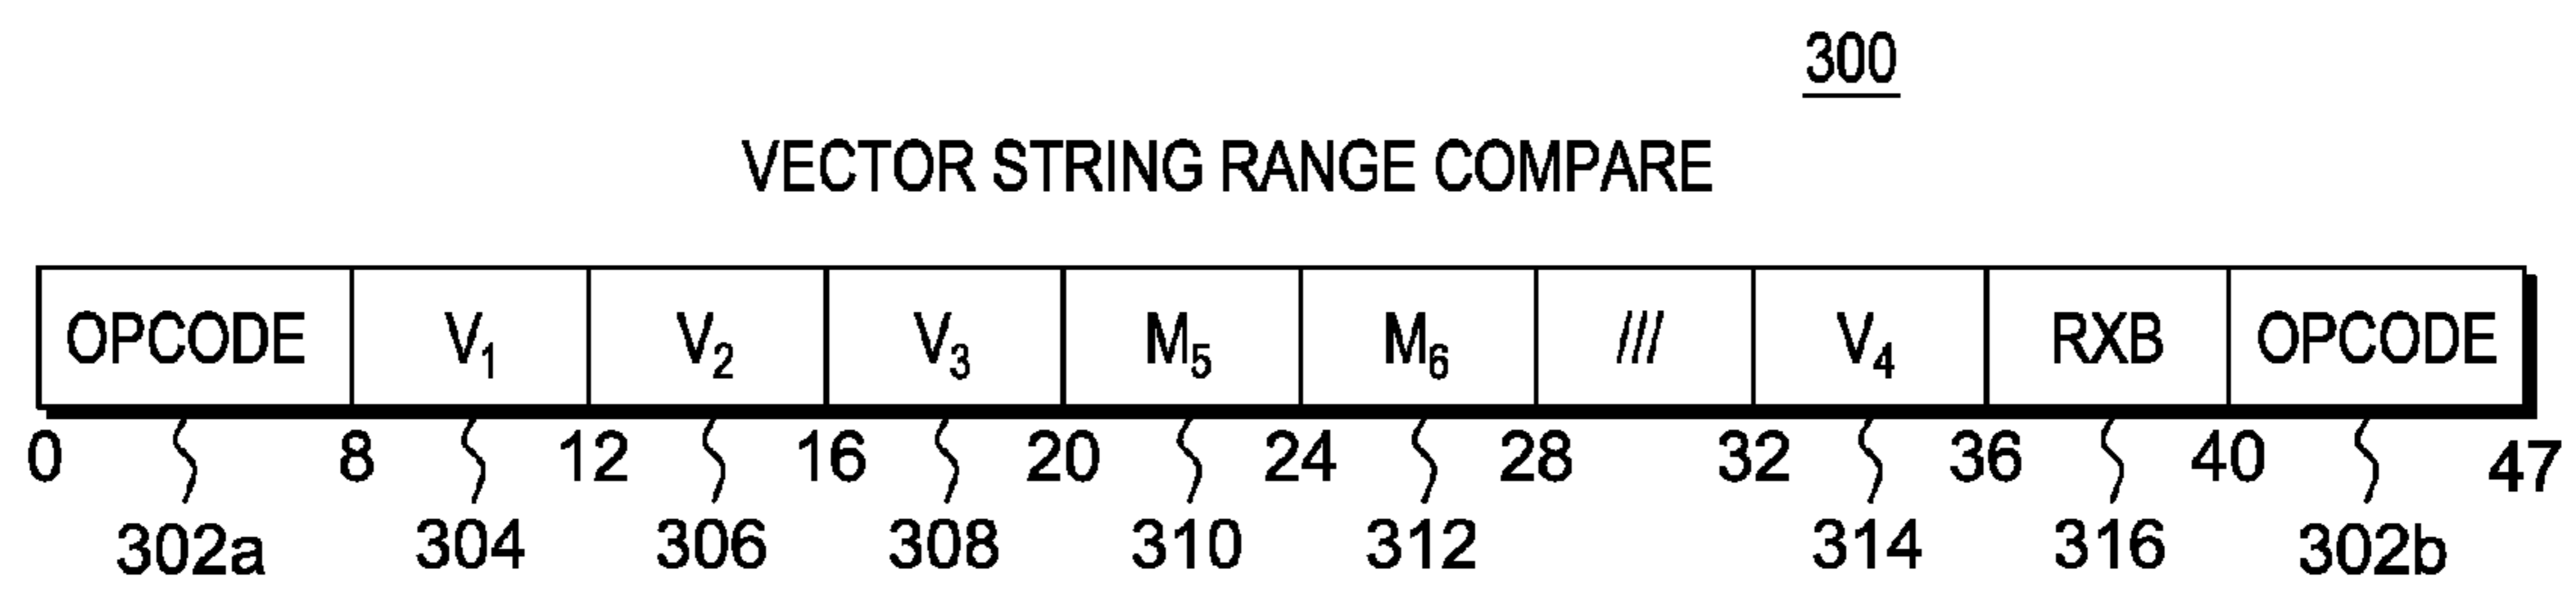 300
VECTOR STRING RANGE COMPARE
OPCODE V₁ V₂ V₃ M₅ M₆ /// V₄ RXB OPCODE
0 8 12 16 20 24 28 32 36 40 47
302a 304 306 308 310 312 314 316 302b